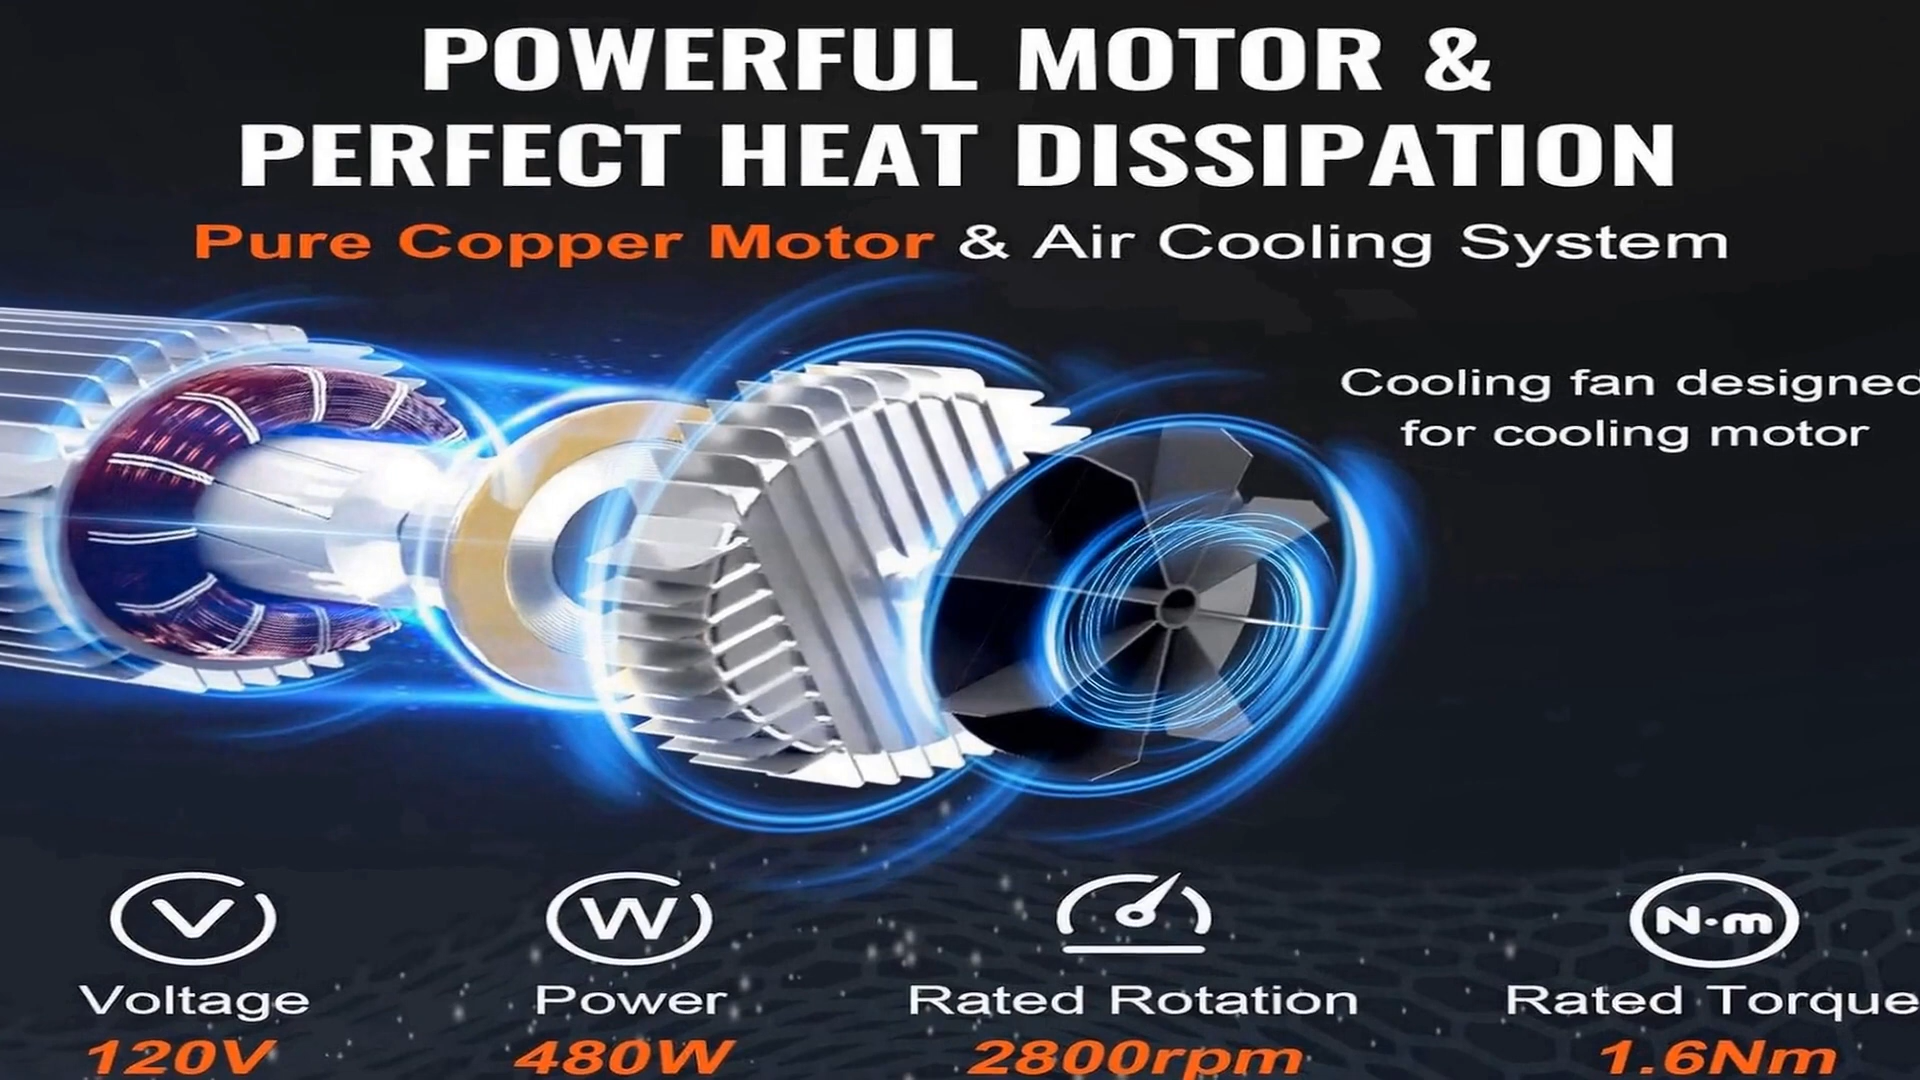 POWERFUL MOTOR &
PERFECT HEAT DISSIPATION
Pure Copper Motor & Air Cooling System
Cooling fan designed
for cooling motor
V
W
N·m
Voltage
Power
Rated Rotation
Rated Torque
120V
480W
2800rpm
1.6Nm